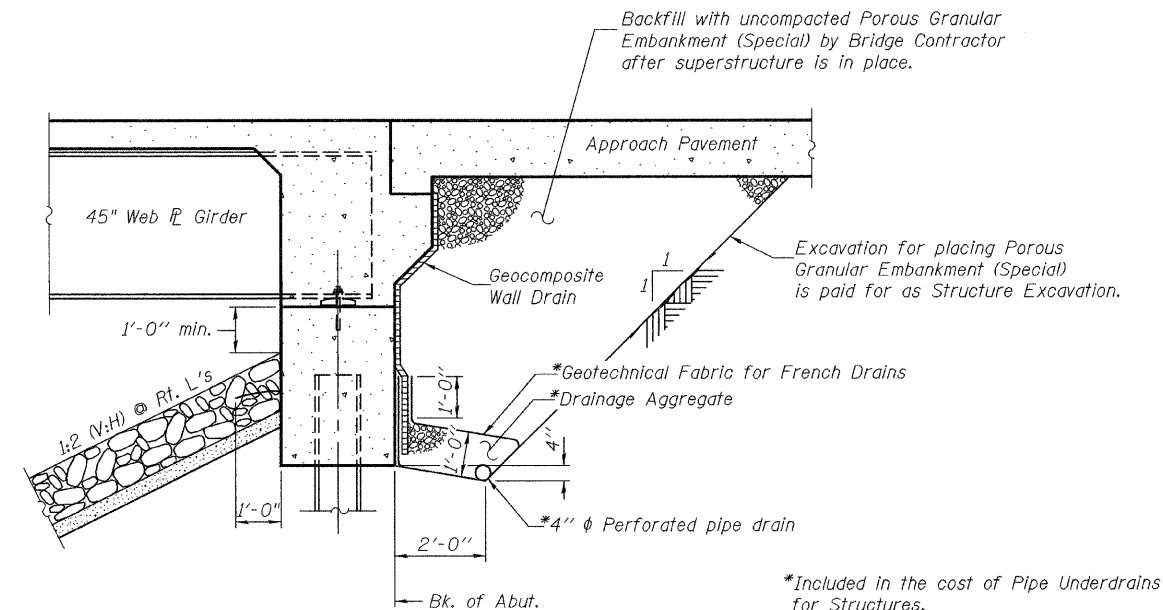 Backfill with uncompacted Porous Granular
Embankment (Special) by Bridge Contractor
after superstructure is in place.
Approach Pavement
45" Web ⅊ Girder
Geocomposite
Wall Drain
Excavation for placing Porous
Granular Embankment (Special)
is paid for as Structure Excavation.
1
1
1'-0" min.
1:2 (V:H) @ Rt. L's
*Geotechnical Fabric for French Drains
*Drainage Aggregate
1'-0"
1'-0"
4"
1'-0"
*4" ϕ Perforated pipe drain
2'-0"
Bk. of Abut.
*Included in the cost of Pipe Underdrains
for Structures.